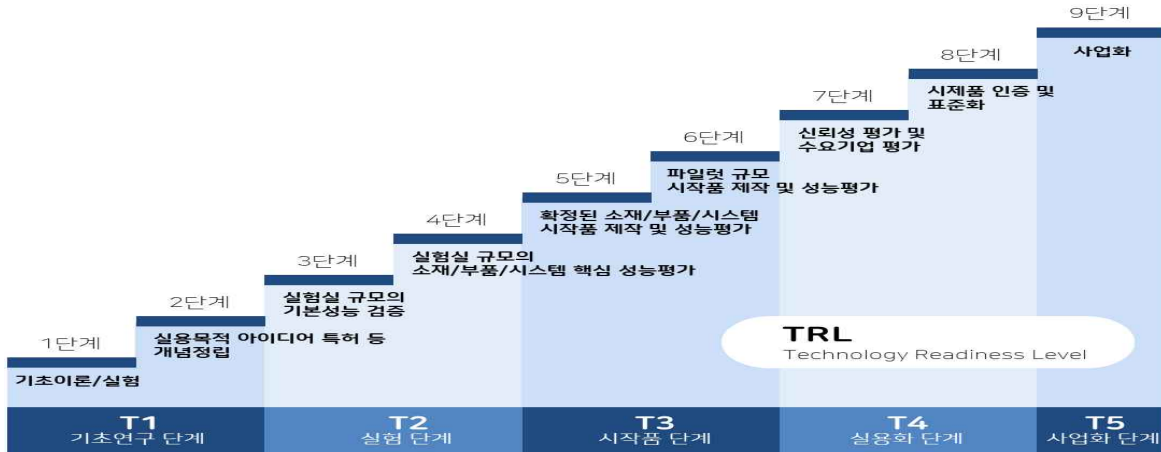 9단계
사업화
8단계
시제품 인증 및
표준화
7단계
신뢰성 평가 및
수요기업 평가
6단계
파일럿 규모
시작품 제작 및 성능평가
5단계
확정된 소재/부품/시스템
시작품 제작 및 성능평가
4단계
실험실 규모의
소재/부품/시스템 핵심 성능평가
3단계
실험실 규모의
기본성능 검증
2단계
실용목적 아이디어 특허 등
개념정립
1단계
기초이론/실험
TRL
Technology Readiness Level
T1
기초연구 단계
T2
실험 단계
T3
시작품 단계
T4
실용화 단계
T5
사업화 단계